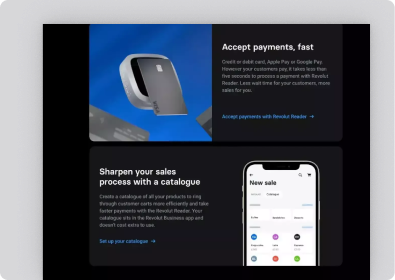 Accept payments, fast
Credit or debit card, Apple Pay or Google Pay.
However your customers pay, it takes less than
five seconds to process a payment with Revolut
Reader. Less wait time for your customers, more
sales for you.
Accept payments with Revolut Reader →
Sharpen your sales
process with a catalogue
Create a catalogue of all your products to ring
through customer carts more efficiently and take
faster payments with the Revolut Reader. Your
catalogue sits in the Revolut Business app and
doesn't cost extra to use.
Set up your catalogue →
New sale
Catalogue